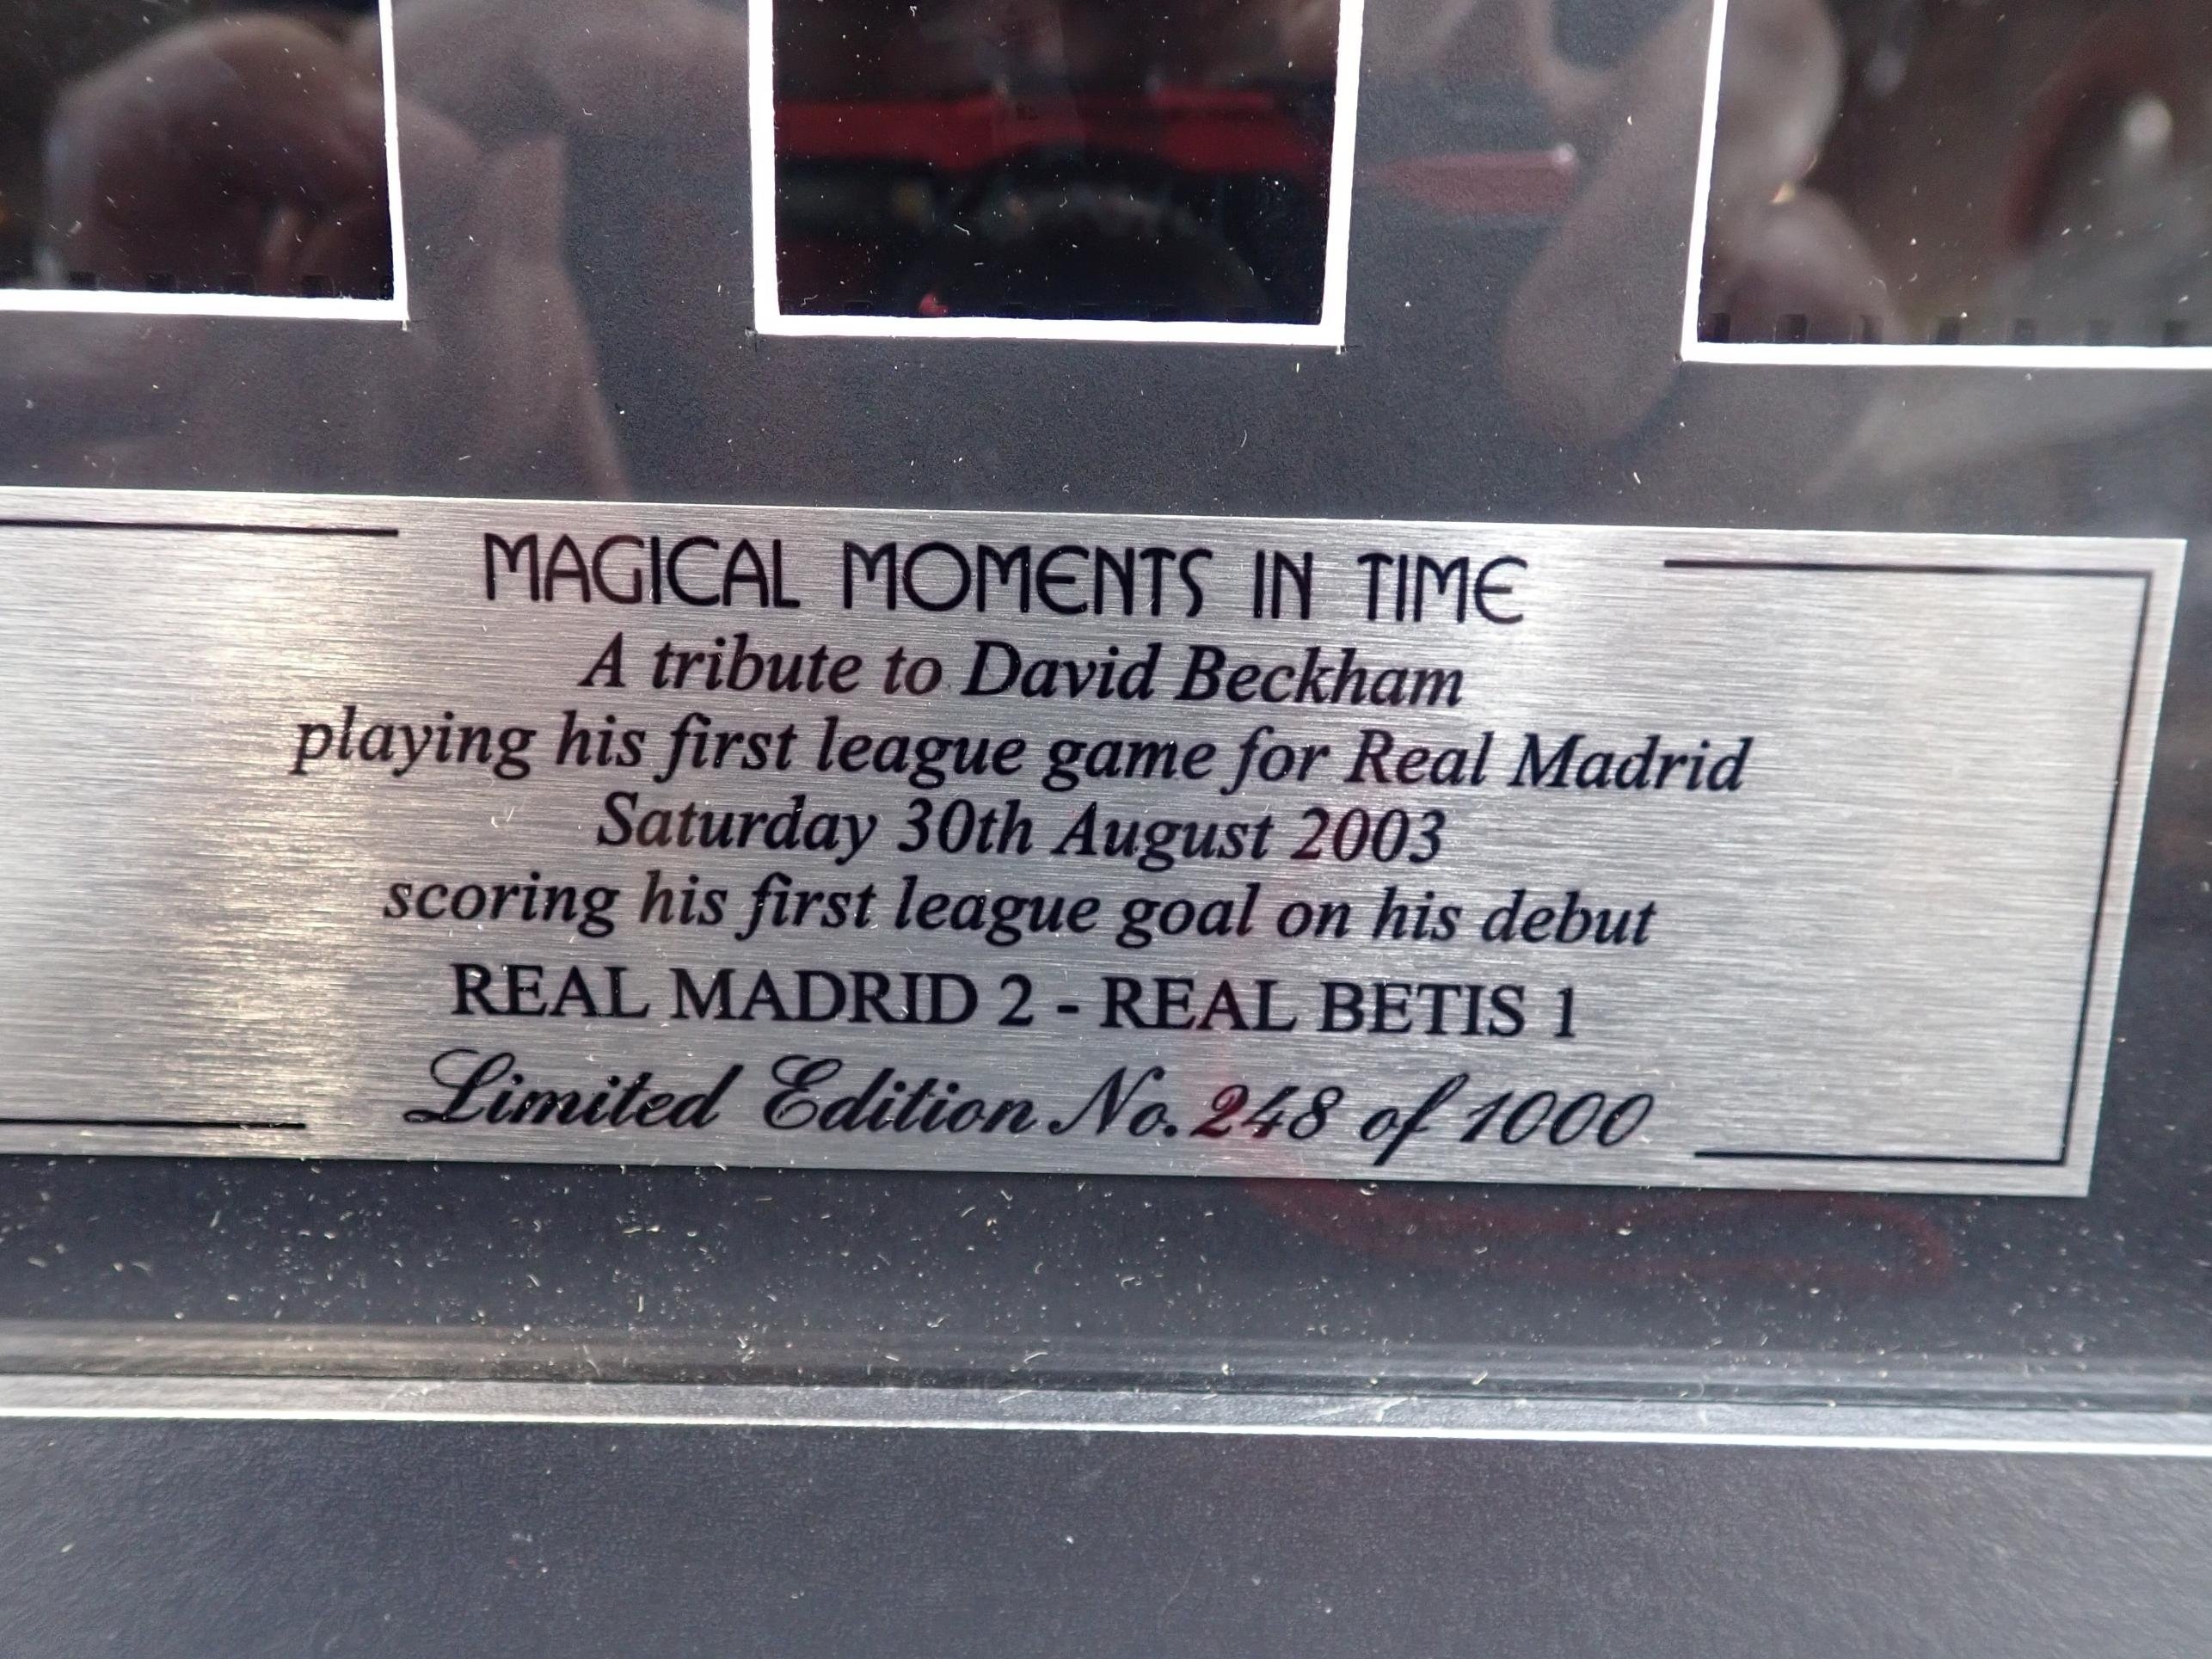 MAGICAL MOMENTS IN TIME
A tribute to David Beckham
playing his first league game for Real Madrid
Saturday 30th August 2003
scoring his first league goal on his debut
REAL MADRID 2 - REAL BETIS 1
Limited Edition No. 248 of 1000